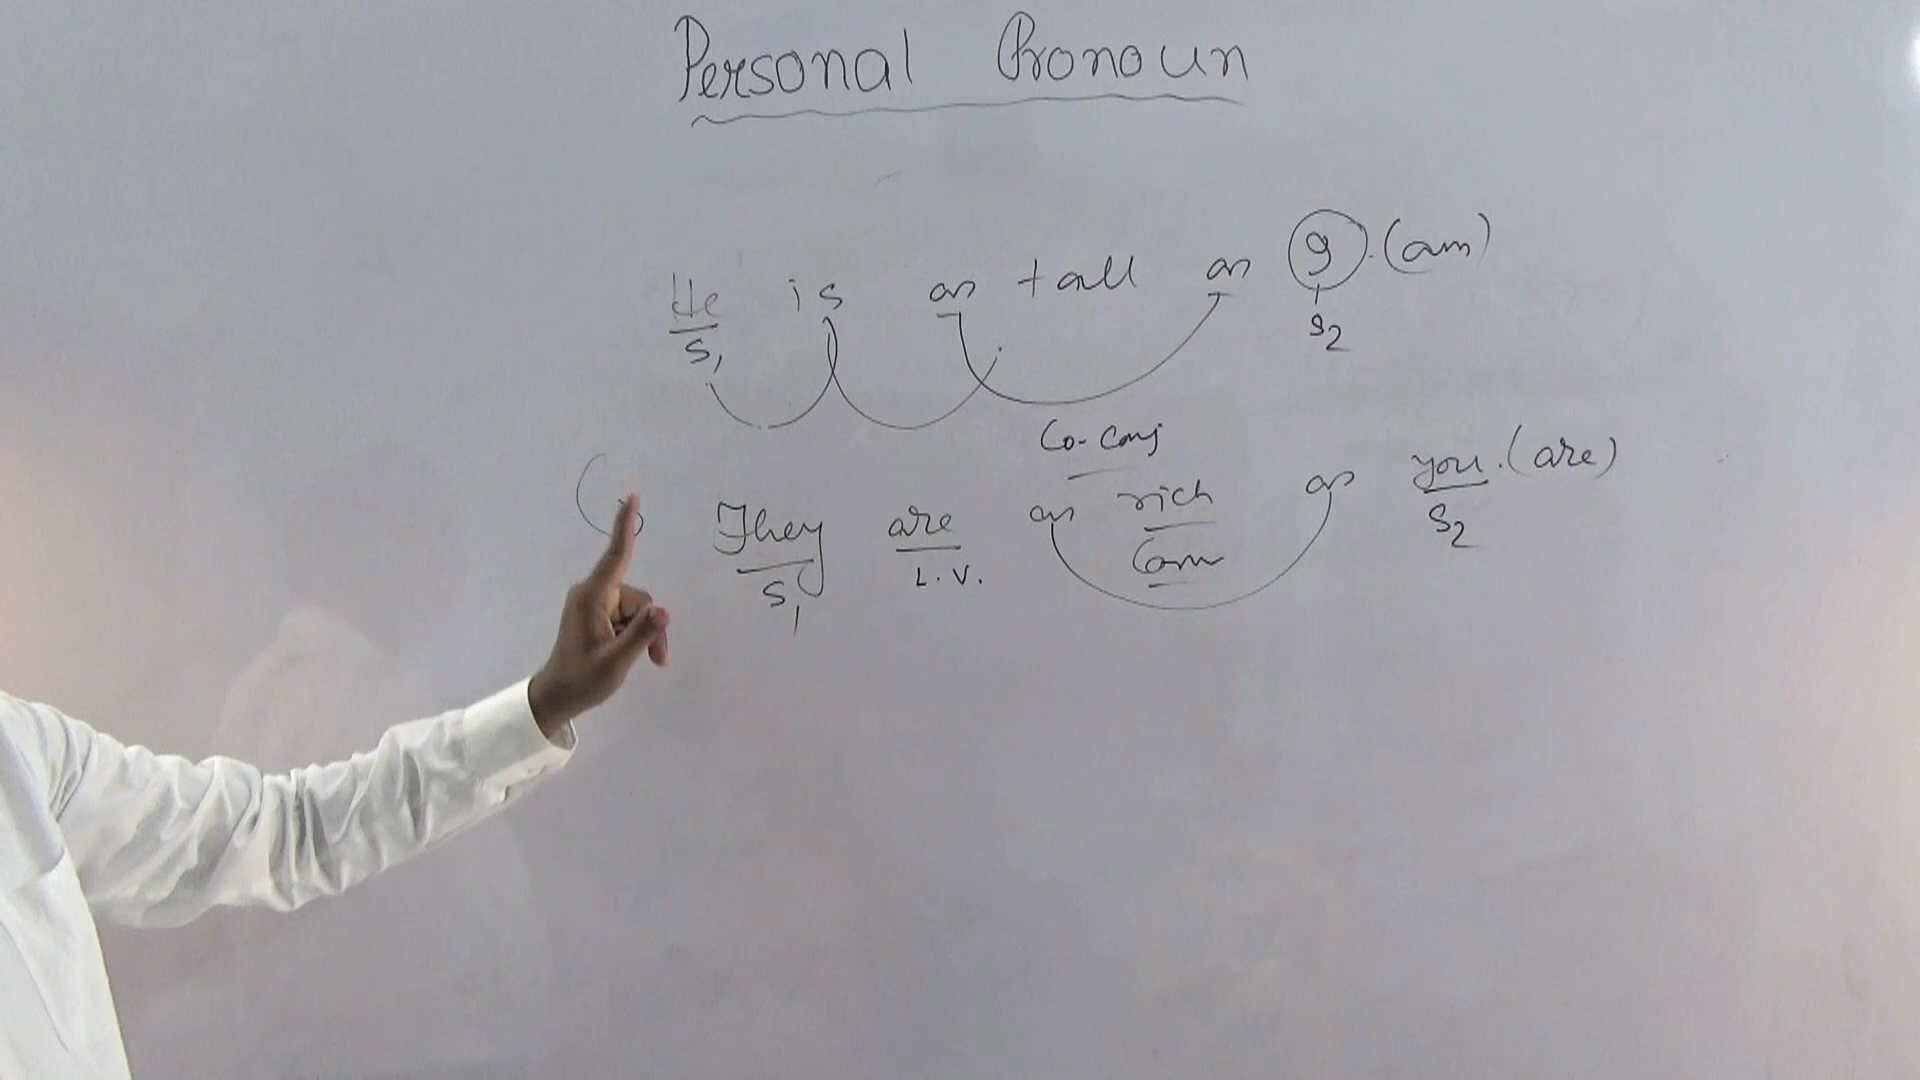 Personal Pronoun
He is as tall as I. (am)
S1 S2
Co-Conj
They are as rich as you. (are)
S1 L.V. Com S2